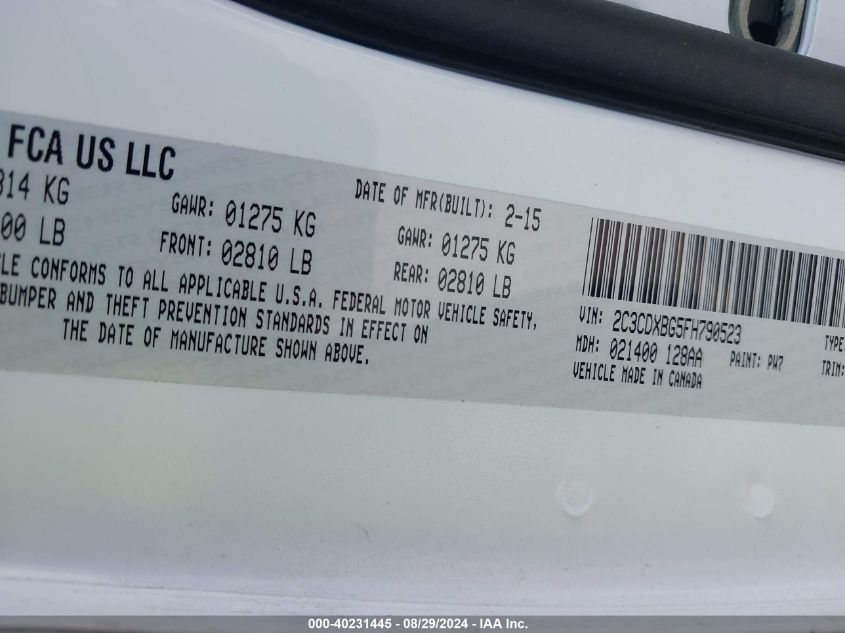 FCA US LLC
DATE OF MFR(BUILT): 2-15
314 KG
GAWR: 01275 KG
GAWR: 01275 KG
00 LB
FRONT: 02810 LB
REAR: 02810 LB
LE CONFORMS TO ALL APPLICABLE U.S.A. FEDERAL MOTOR VEHICLE SAFETY,
BUMPER AND THEFT PREVENTION STANDARDS IN EFFECT ON
THE DATE OF MANUFACTURE SHOWN ABOVE.
VIN: 2C3CDXBG5FH790523
TYPE:
MDH: 021400 128AA
PAINT: PW7
TRIM:
VEHICLE MADE IN CANADA
000-40231445 - 08/29/2024 - IAA Inc.